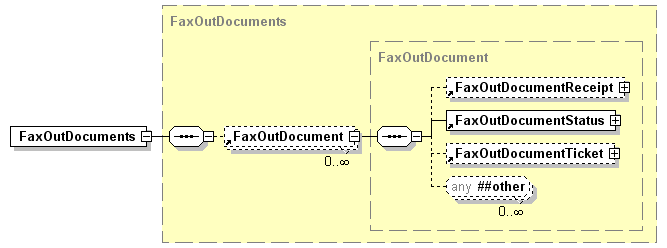 FaxOutDocuments
FaxOutDocument
FaxOutDocumentReceipt
FaxOutDocumentStatus
FaxOutDocuments
FaxOutDocument
0..∞
FaxOutDocumentTicket
any ##other
0..∞